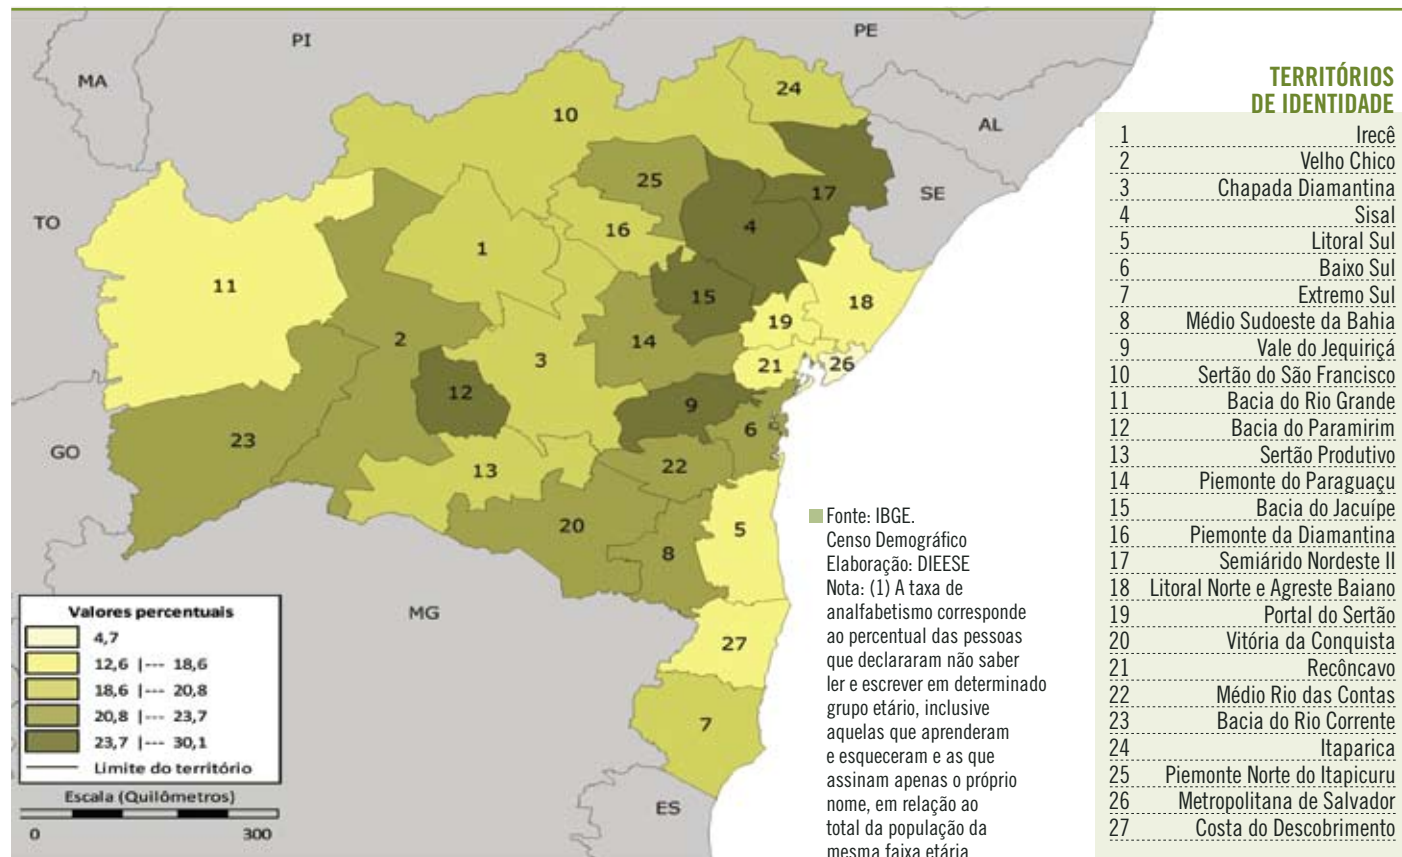 PI
PE
MA
AL
TO
SE
GO
MG
ES
24
10
17
25
4
16
1
11
15
18
19
14
2
3
21
26
12
9
6
23
22
13
20
5
8
27
7
Valores percentuais
4,7
12,6 |--- 18,6
18,6 |--- 20,8
20,8 |--- 23,7
23,7 |--- 30,1
Limite do território
Escala (Quilômetros)
0 300
Fonte: IBGE.
Censo Demográfico
Elaboração: DIEESE
Nota: (1) A taxa de
analfabetismo corresponde
ao percentual das pessoas
que declararam não saber
ler e escrever em determinado
grupo etário, inclusive
aquelas que aprenderam
e esqueceram e as que
assinam apenas o próprio
nome, em relação ao
total da população da
mesma faixa etária
TERRITÓRIOS
DE IDENTIDADE
1 Irecê
2 Velho Chico
3 Chapada Diamantina
4 Sisal
5 Litoral Sul
6 Baixo Sul
7 Extremo Sul
8 Médio Sudoeste da Bahia
9 Vale do Jequiriçá
10 Sertão do São Francisco
11 Bacia do Rio Grande
12 Bacia do Paramirim
13 Sertão Produtivo
14 Piemonte do Paraguaçu
15 Bacia do Jacuípe
16 Piemonte da Diamantina
17 Semiárido Nordeste II
18 Litoral Norte e Agreste Baiano
19 Portal do Sertão
20 Vitória da Conquista
21 Recôncavo
22 Médio Rio das Contas
23 Bacia do Rio Corrente
24 Itaparica
25 Piemonte Norte do Itapicuru
26 Metropolitana de Salvador
27 Costa do Descobrimento